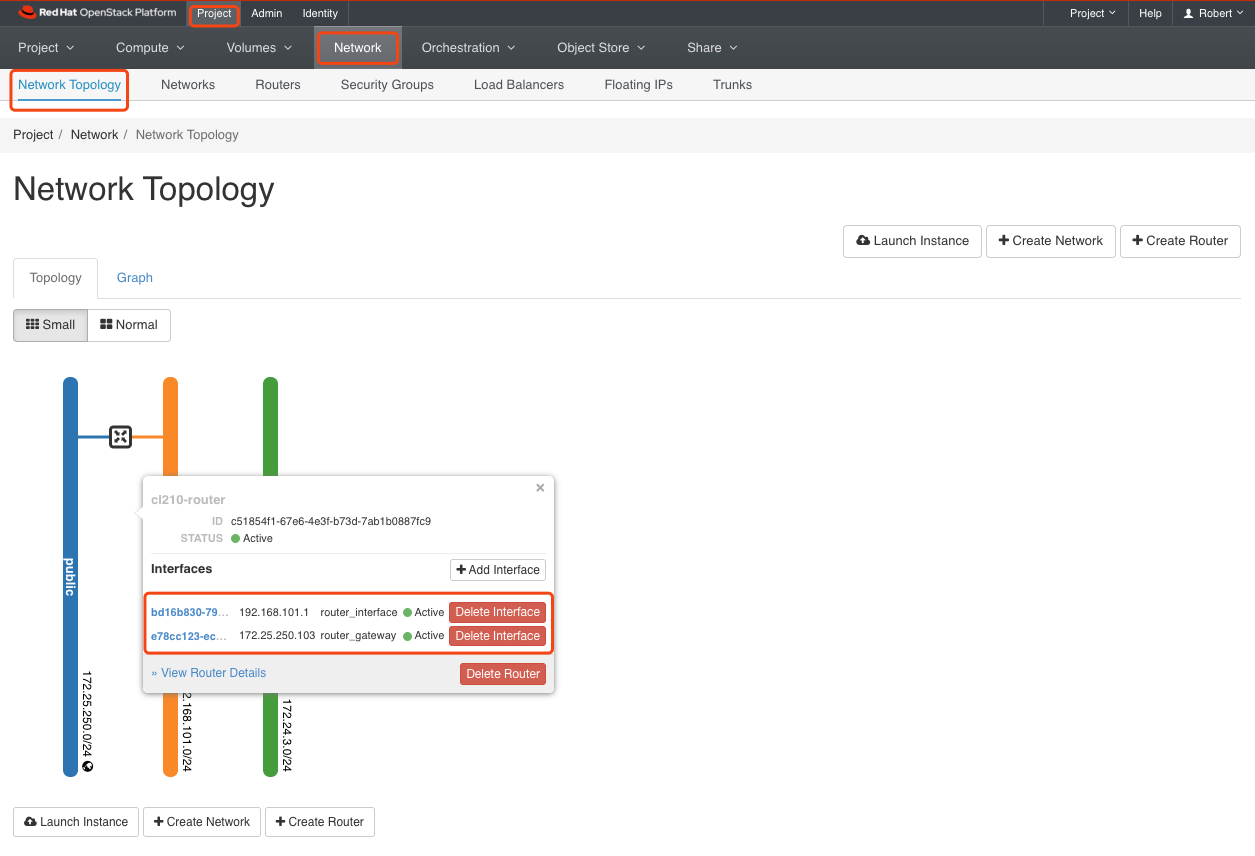 Red Hat OpenStack Platform Project Admin Identity Project Help Robert
Project Compute Volumes Network Orchestration Object Store Share
Network Topology Networks Routers Security Groups Load Balancers Floating IPs Trunks
Project / Network / Network Topology
Network Topology
Launch Instance + Create Network + Create Router
Topology Graph
Small Normal
cl210-router ×
ID c51854f1-67e6-4e3f-b73d-7ab1b0887fc9
STATUS Active
Interfaces + Add Interface
bd16b830-79... 192.168.101.1 router_interface Active Delete Interface
e78cc123-ec... 172.25.250.103 router_gateway Active Delete Interface
» View Router Details Delete Router
public
172.25.250.0/24
2.168.101.0/24
172.24.3.0/24
Launch Instance + Create Network + Create Router